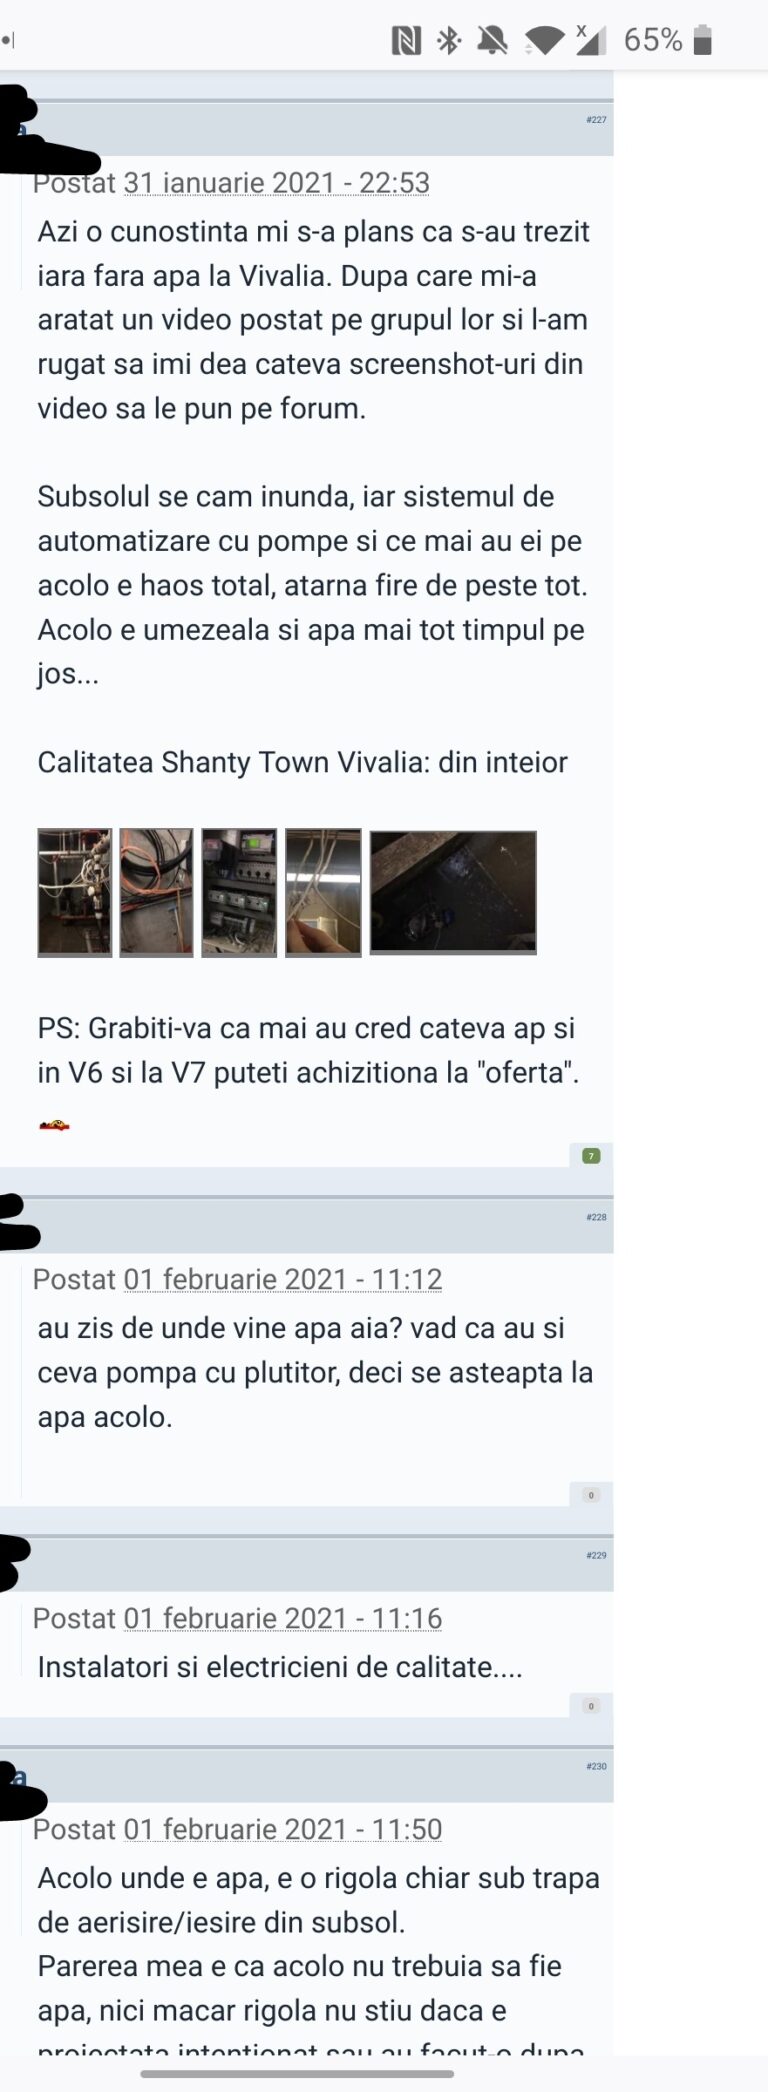 65%
#227
Postat 31 ianuarie 2021 - 22:53
Azi o cunostinta mi s-a plans ca s-au trezit
iara fara apa la Vivalia. Dupa care mi-a
aratat un video postat pe grupul lor si l-am
rugat sa imi dea cateva screenshot-uri din
video sa le pun pe forum.
Subsolul se cam inunda, iar sistemul de
automatizare cu pompe si ce mai au ei pe
acolo e haos total, atarna fire de peste tot.
Acolo e umezeala si apa mai tot timpul pe
jos...
Calitatea Shanty Town Vivalia: din inteior
PS: Grabiti-va ca mai au cred cateva ap si
in V6 si la V7 puteti achizitiona la "oferta".
7
#228
Postat 01 februarie 2021 - 11:12
au zis de unde vine apa aia? vad ca au si
ceva pompa cu plutitor, deci se asteapta la
apa acolo.
0
#229
Postat 01 februarie 2021 - 11:16
Instalatori si electricieni de calitate....
0
#230
Postat 01 februarie 2021 - 11:50
Acolo unde e apa, e o rigola chiar sub trapa
de aerisire/iesire din subsol.
Parerea mea e ca acolo nu trebuia sa fie
apa, nici macar rigola nu stiu daca e
proiectata intentionat sau au facut-o dupa